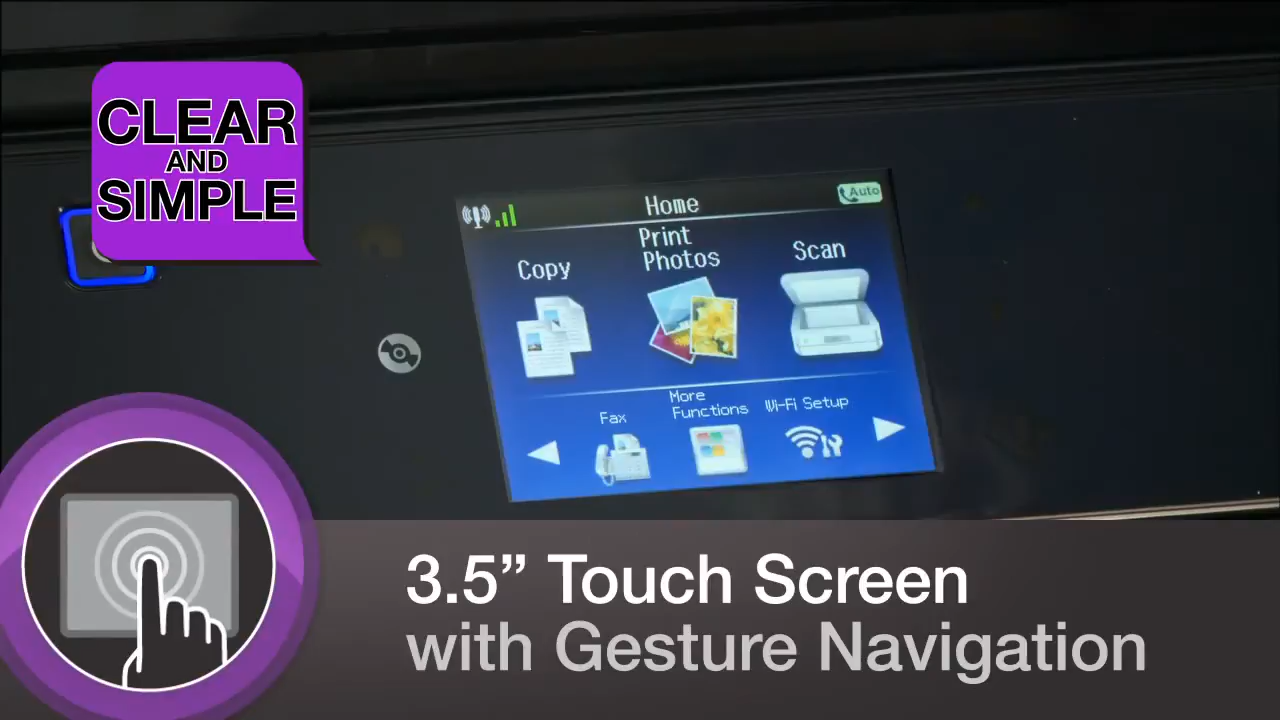 CLEAR
AND
SIMPLE
Home
Auto
Copy
Print
Photos
Scan
Fax
More
Functions
Wi-Fi Setup
3.5” Touch Screen
with Gesture Navigation